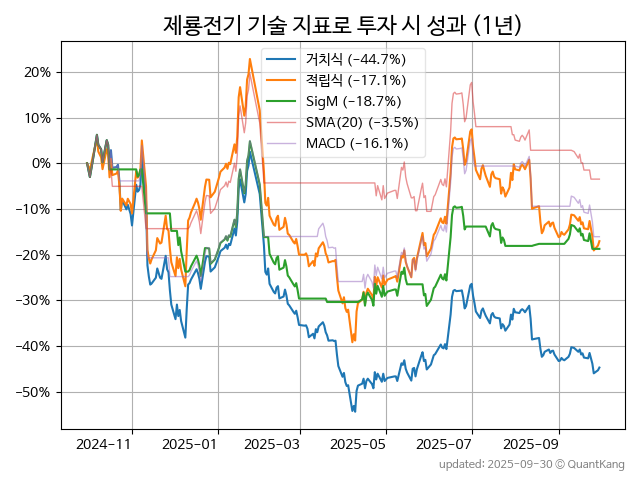 제룡전기 기술 지표로 투자 시 성과 (1년)
거치식 (-44.7%)
적립식 (-17.1%)
SigM (-18.7%)
SMA(20) (-3.5%)
MACD (-16.1%)
20%
10%
0%
-10%
-20%
-30%
-40%
-50%
2024-11 2025-01 2025-03 2025-05 2025-07 2025-09
updated: 2025-09-30 © QuantKang